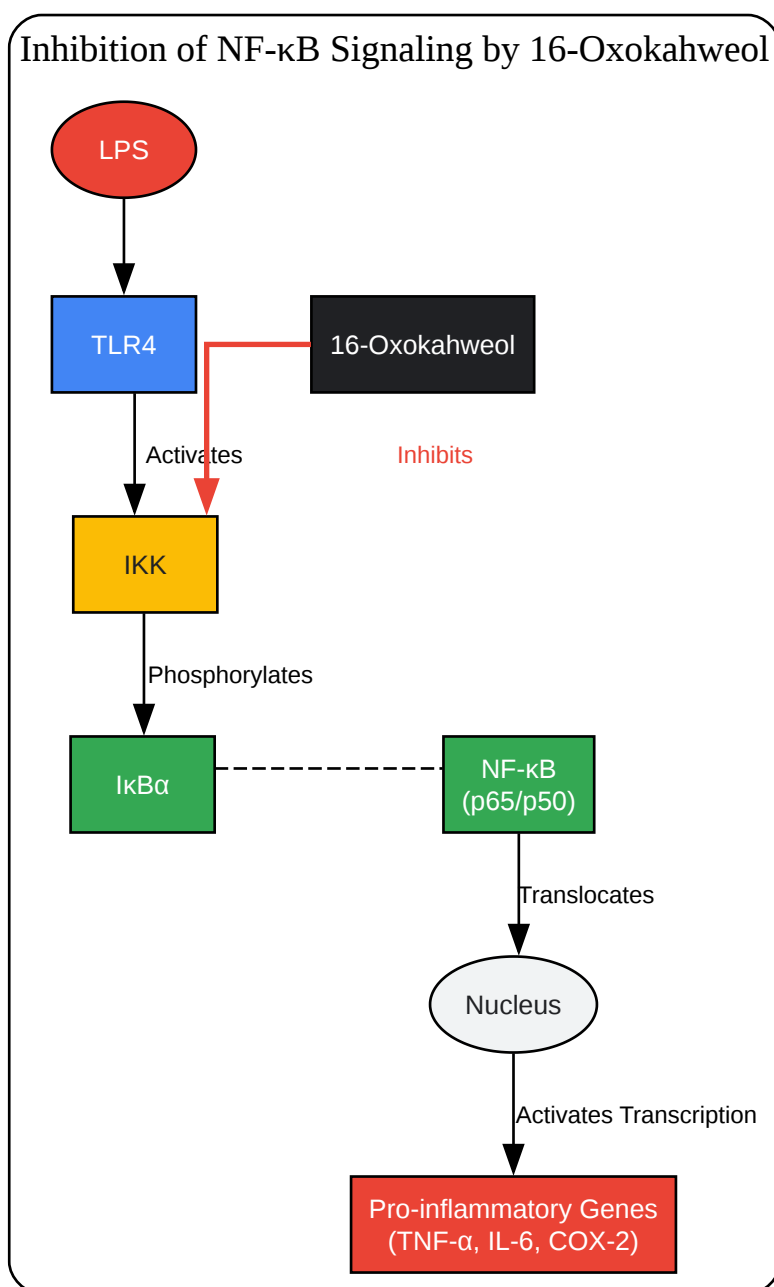 Inhibition of NF-κB Signaling by 16-Oxokahweol
LPS
TLR4
16-Oxokahweol
Activates
Inhibits
IKK
Phosphorylates
IκBα
NF-κB
(p65/p50)
Translocates
Nucleus
Activates Transcription
Pro-inflammatory Genes
(TNF-α, IL-6, COX-2)